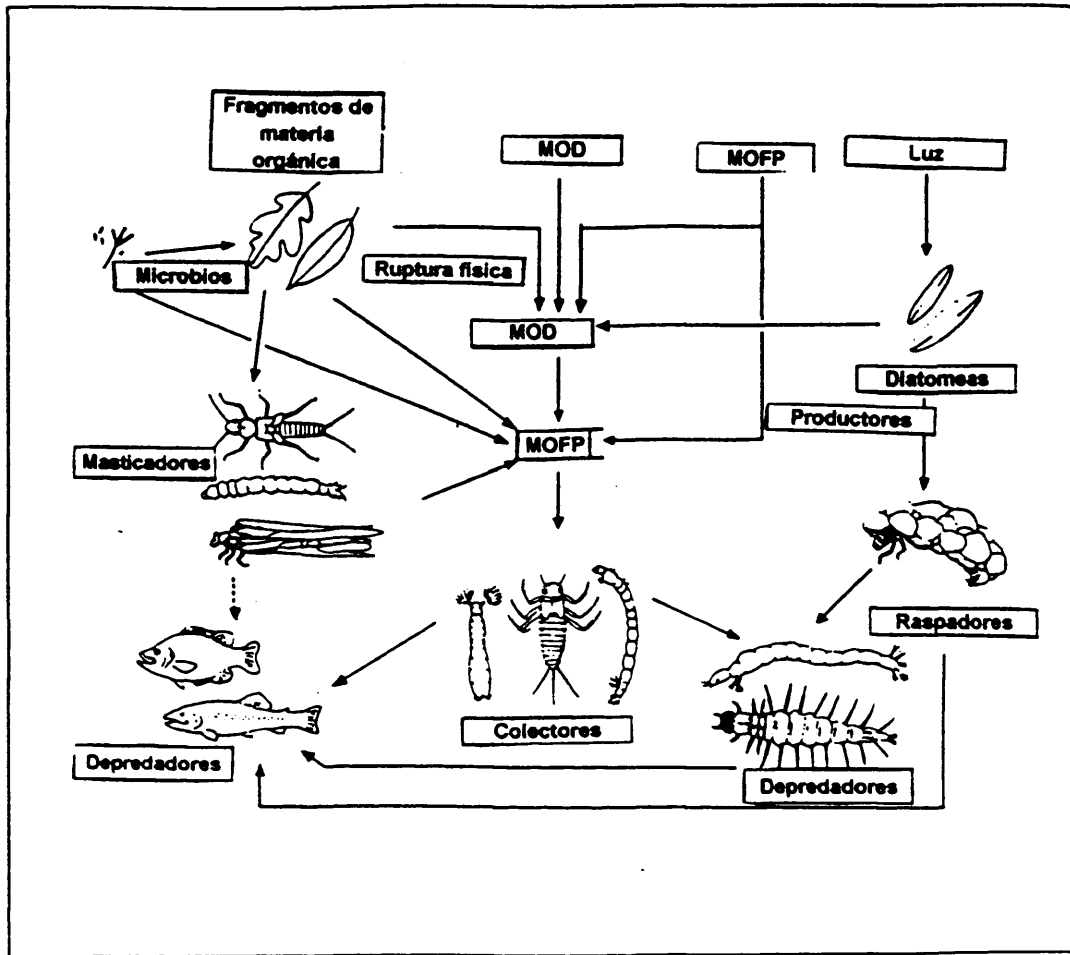 Fragmentos de
materia
orgánica
MOD
MOFP
Luz
Microbios
Ruptura física
MOD
Diatomeas
Productores
MOFP
Masticadores
Raspadores
Colectores
Depredadores
Depredadores